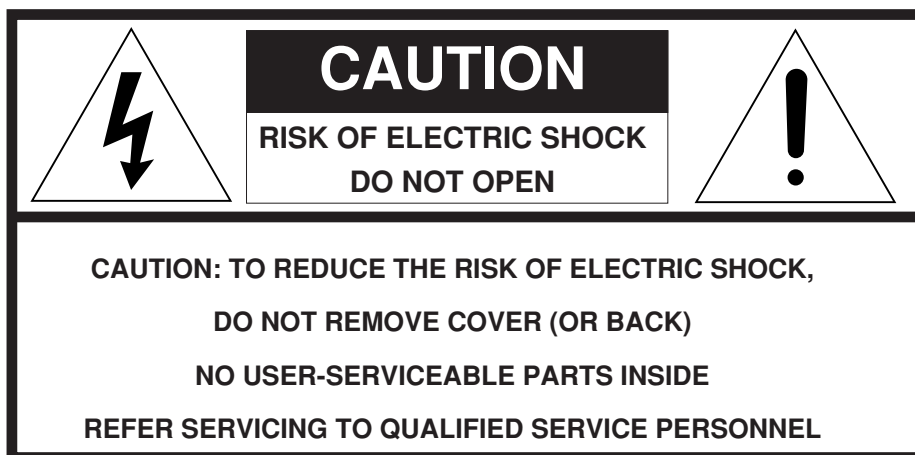 CAUTION
RISK OF ELECTRIC SHOCK
DO NOT OPEN
CAUTION: TO REDUCE THE RISK OF ELECTRIC SHOCK,
DO NOT REMOVE COVER (OR BACK)
NO USER-SERVICEABLE PARTS INSIDE
REFER SERVICING TO QUALIFIED SERVICE PERSONNEL